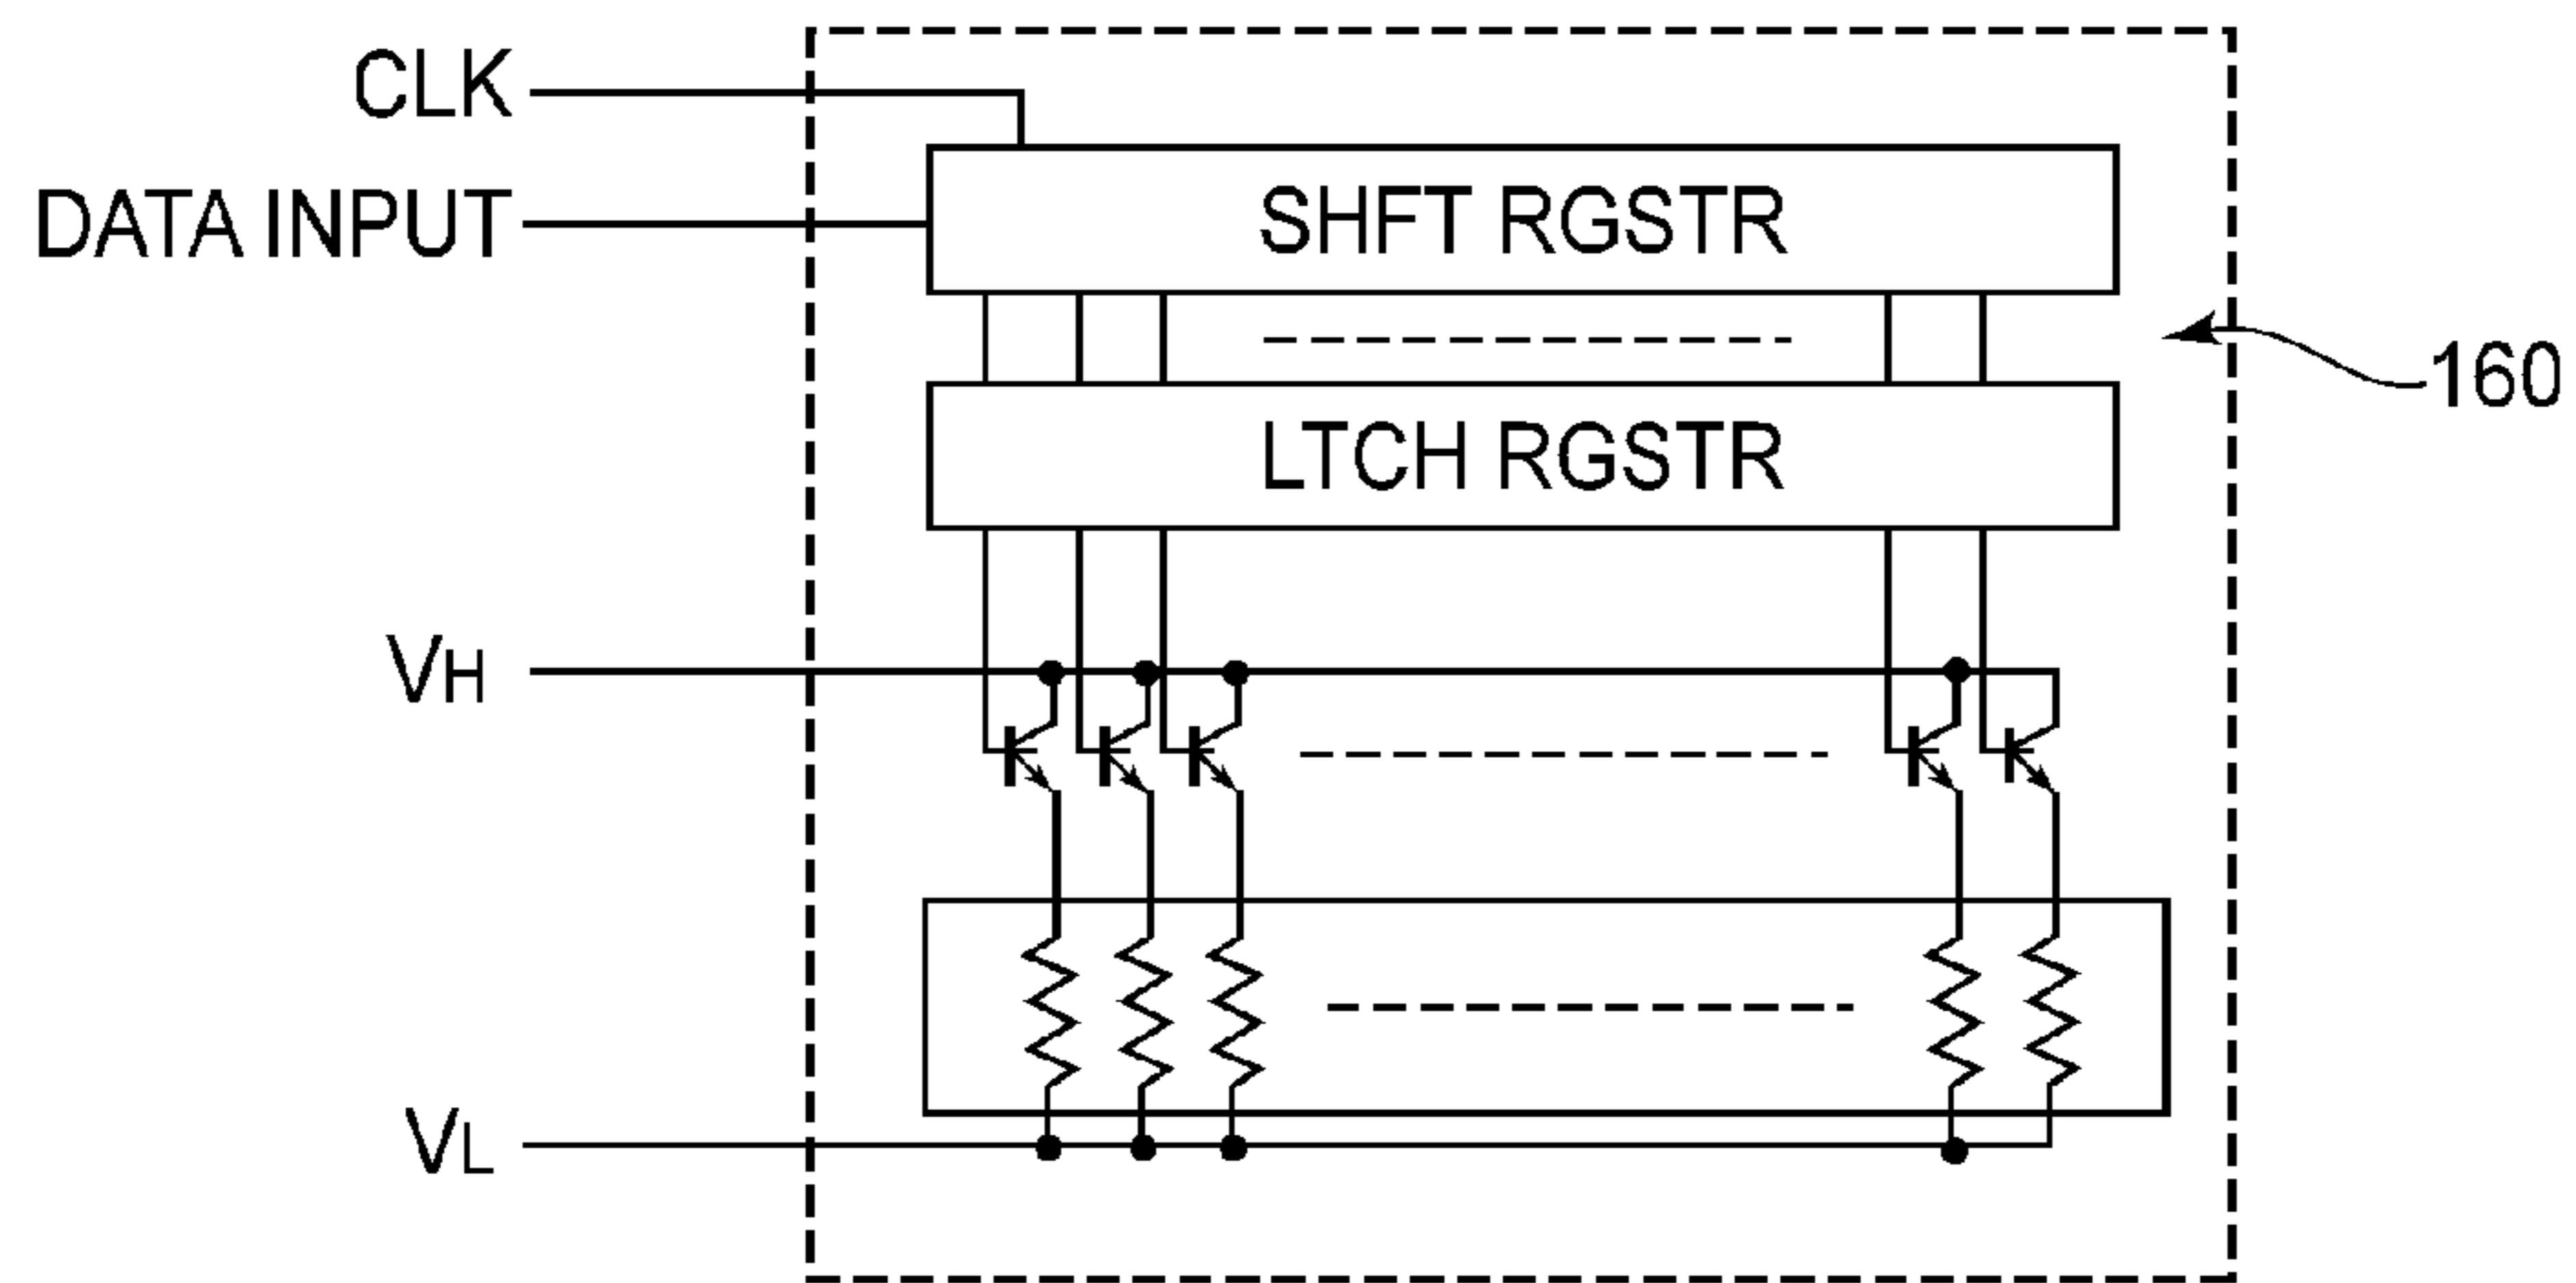 CLK
DATA INPUT
SHFT RGSTR
160
LTCH RGSTR
VH
VL